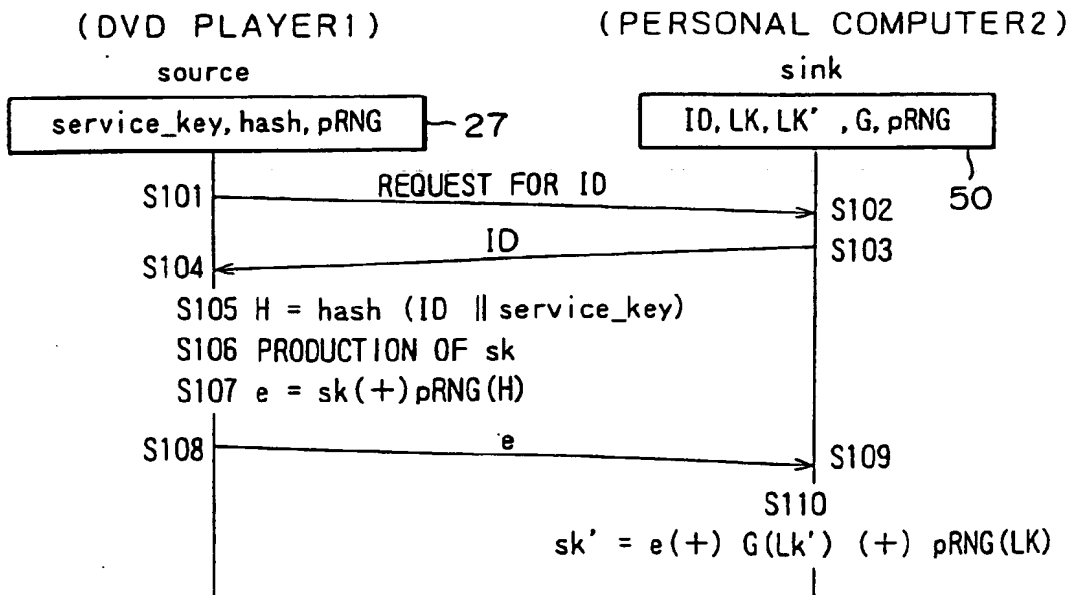 (DVD PLAYER1) (PERSONAL COMPUTER2)
source sink
service_key, hash, pRNG 27 ID, LK, LK' , G, pRNG
50
S101 REQUEST FOR ID S102
S104 ID S103
S105 H = hash (ID || service_key)
S106 PRODUCTION OF sk
S107 e = sk(+)pRNG(H)
S108 e S109
S110
sk' = e(+) G(Lk') (+) pRNG(LK)